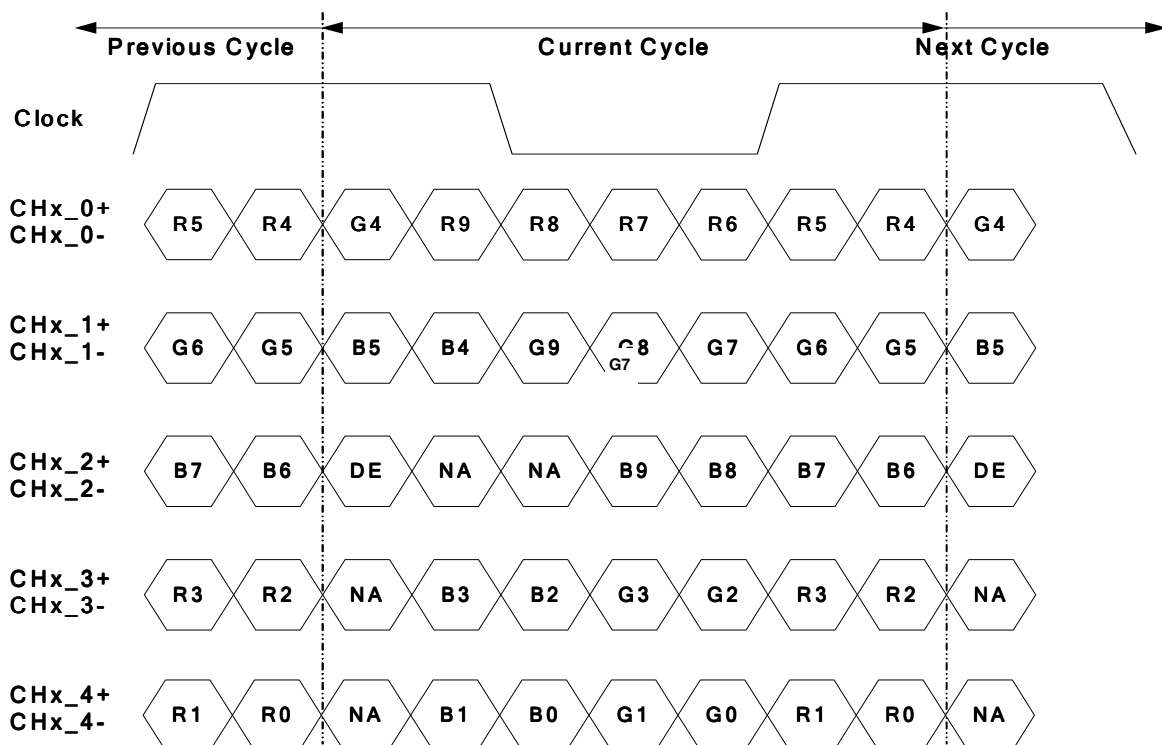 Previous Cycle Current Cycle Next Cycle
Clock
CHx_0+
CHx_0-
R5 R4 G4 R9 R8 R7 R6 R5 R4 G4
CHx_1+
CHx_1-
G6 G5 B5 B4 G9 G8 G7 G6 G5 B5
G7
CHx_2+
CHx_2-
B7 B6 DE NA NA B9 B8 B7 B6 DE
CHx_3+
CHx_3-
R3 R2 NA B3 B2 G3 G2 R3 R2 NA
CHx_4+
CHx_4-
R1 R0 NA B1 B0 G1 G0 R1 R0 NA